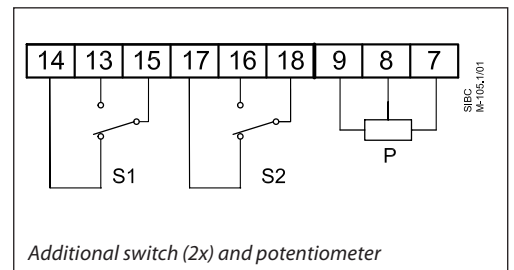 14 13 15 17 16 18 9 8 7
SIBC
M-105.1/01
S1 S2 P
Additional switch (2x) and potentiometer